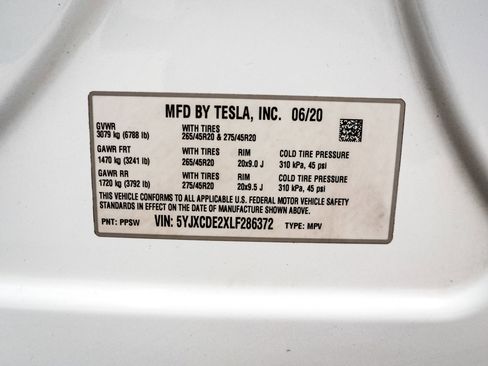 MFD BY TESLA, INC. 06/20
GVWR WITH TIRES
3079 kg (6788 lb) 265/45R20 & 275/45R20
GAWR FRT WITH TIRES RIM COLD TIRE PRESSURE
1470 kg (3241 lb) 265/45R20 20x9.0 J 310 kPa, 45 psi
GAWR RR WITH TIRES RIM COLD TIRE PRESSURE
1720 kg (3792 lb) 275/45R20 20x9.5 J 310 kPa, 45 psi
THIS VEHICLE CONFORMS TO ALL APPLICABLE U.S. FEDERAL MOTOR VEHICLE SAFETY
STANDARDS IN EFFECT ON THE DATE OF MANUFACTURE SHOWN ABOVE.
PNT: PPSW VIN: 5YJXCDE2XLF286372 TYPE: MPV